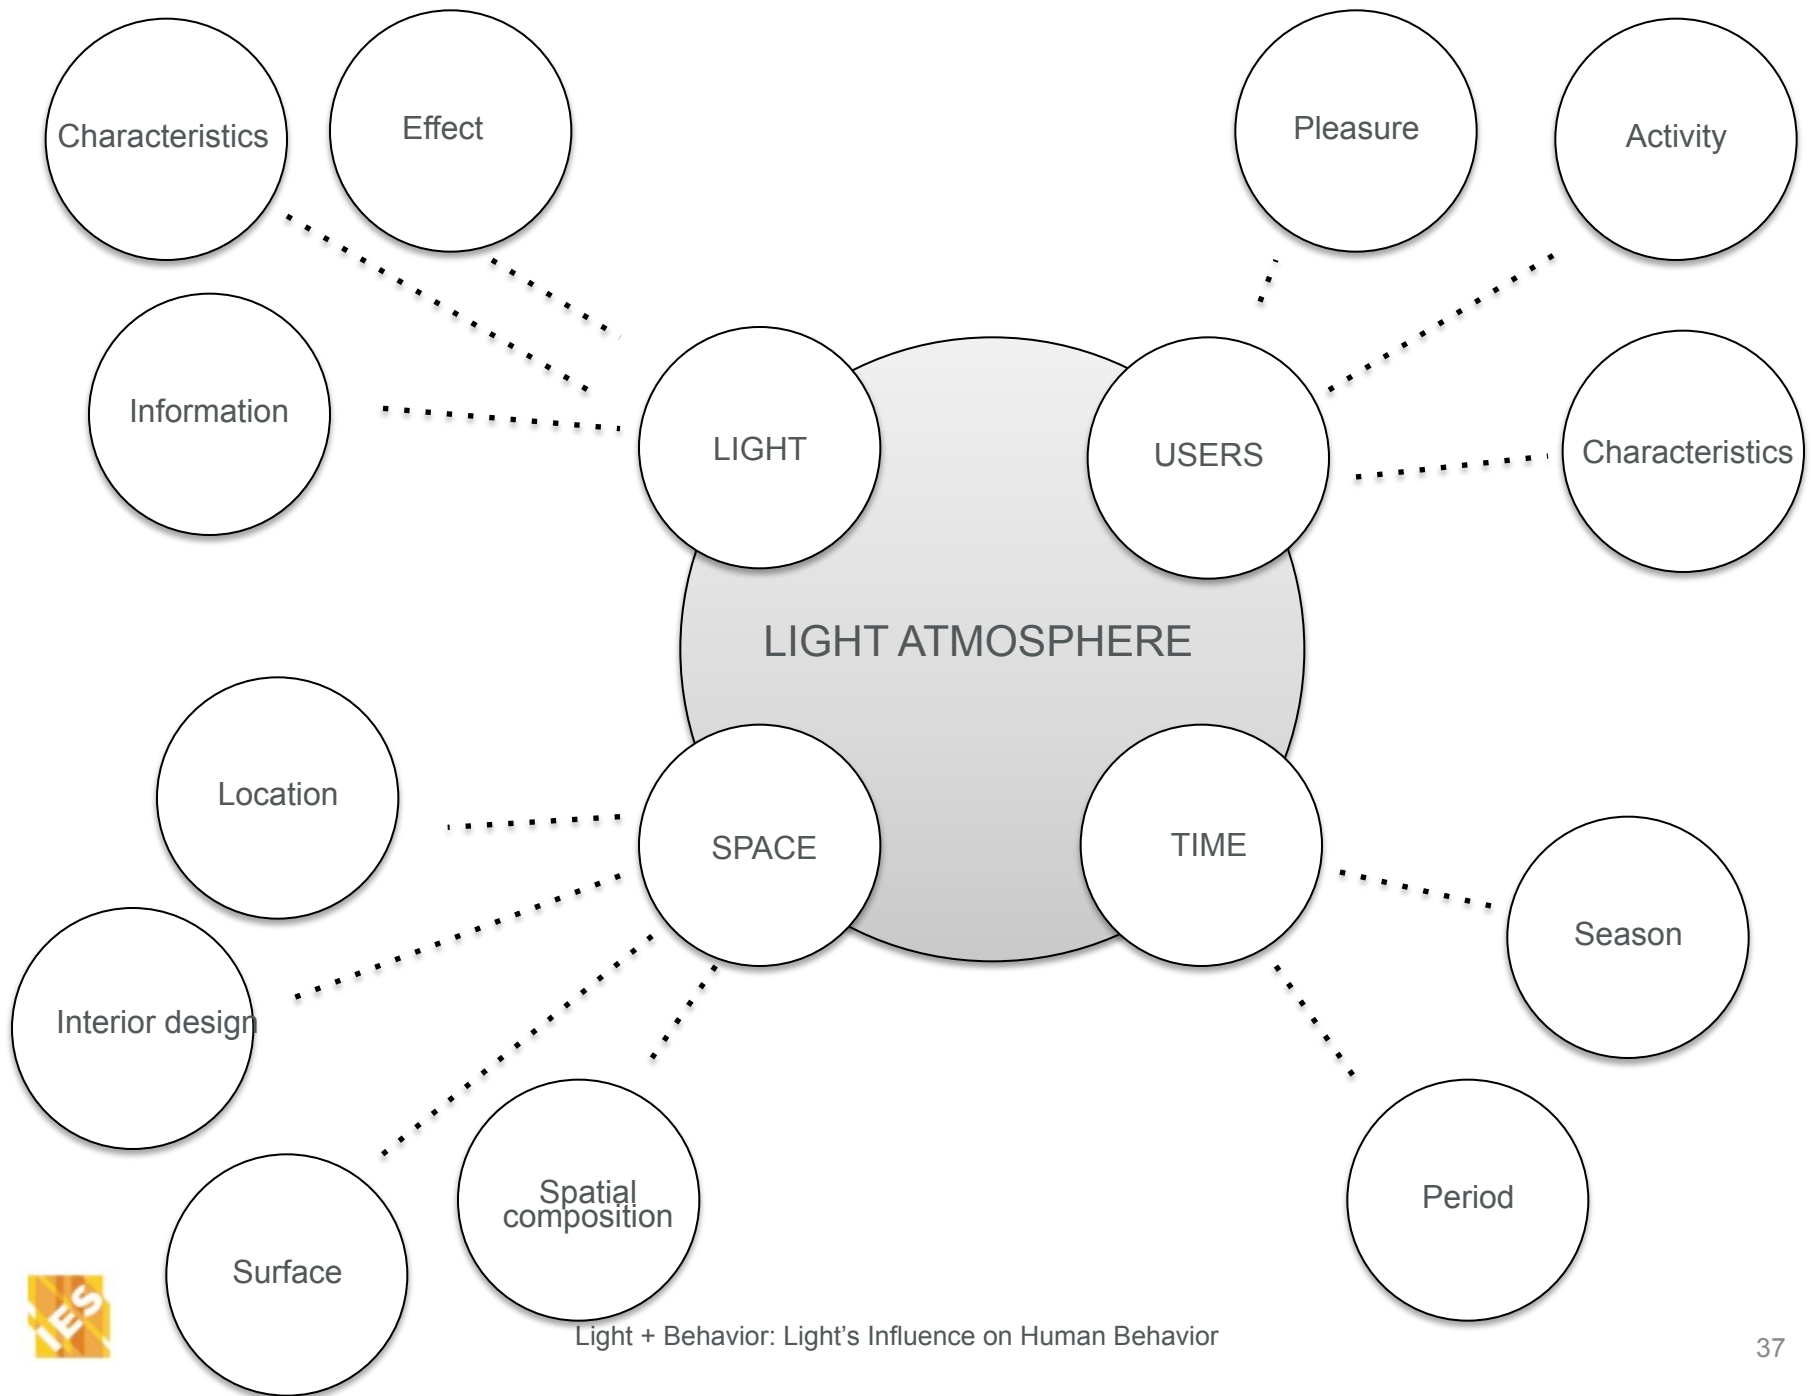 Characteristics
Effect
Pleasure
Activity
Information
LIGHT
USERS
Characteristics
LIGHT ATMOSPHERE
Location
SPACE
TIME
Season
Interior design
Spatial
composition
Period
Surface
IES
Light + Behavior: Light’s Influence on Human Behavior
37